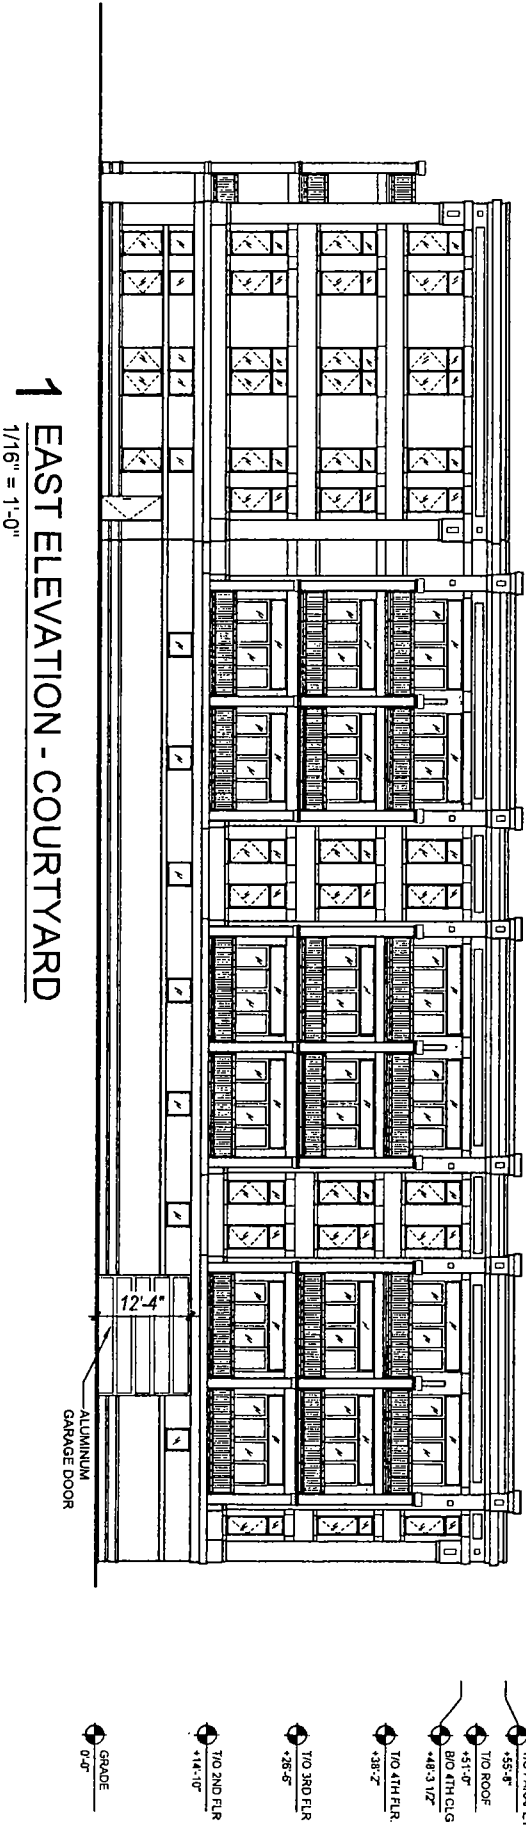 1 EAST ELEVATION - COURTYARD
1/16" = 1'-0"
12'-4"
ALUMINUM
GARAGE DOOR
+55'-8"
T/O ROOF
+51'-0"
B/O 4TH CLG
+48'-3 1/2"
T/O 4TH FLR.
+38'-2"
T/O 3RD FLR
+26'-6"
T/O 2ND FLR
+14'-10"
GRADE
0'-0"